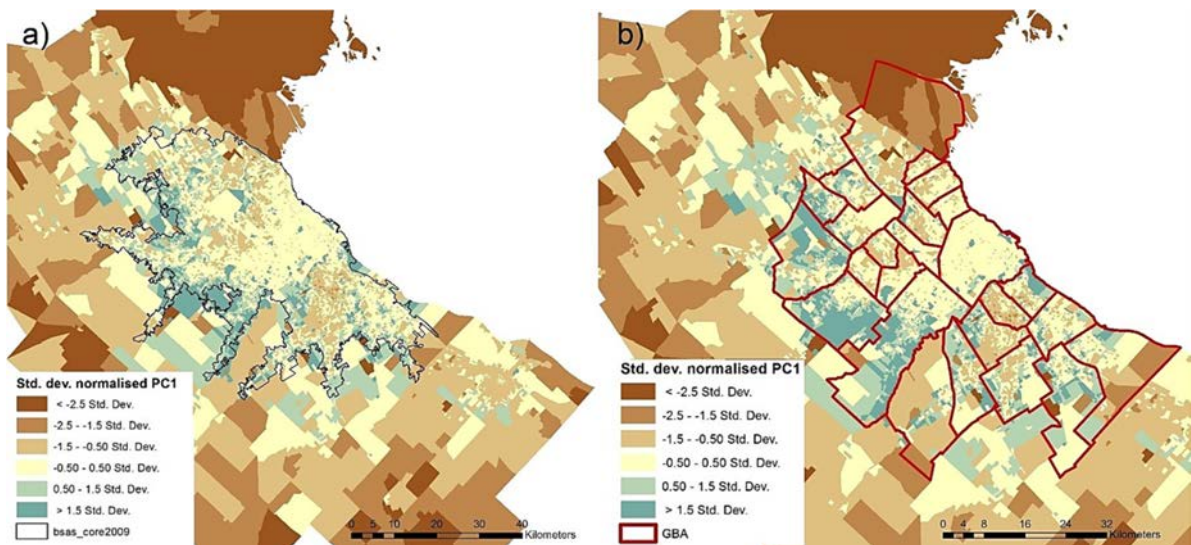 a)
Std. dev. normalised PC1
< -2.5 Std. Dev.
-2.5 - -1.5 Std. Dev.
-1.5 - -0.50 Std. Dev.
-0.50 - 0.50 Std. Dev.
0.50 - 1.5 Std. Dev.
> 1.5 Std. Dev.
bsas_core2009
0 5 10 20 30 40
Kilometers
b)
Std. dev. normalised PC1
< -2.5 Std. Dev.
-2.5 - -1.5 Std. Dev.
-1.5 - -0.50 Std. Dev.
-0.50 - 0.50 Std. Dev.
0.50 - 1.5 Std. Dev.
> 1.5 Std. Dev.
GBA
0 4 8 16 24 32
Kilometers